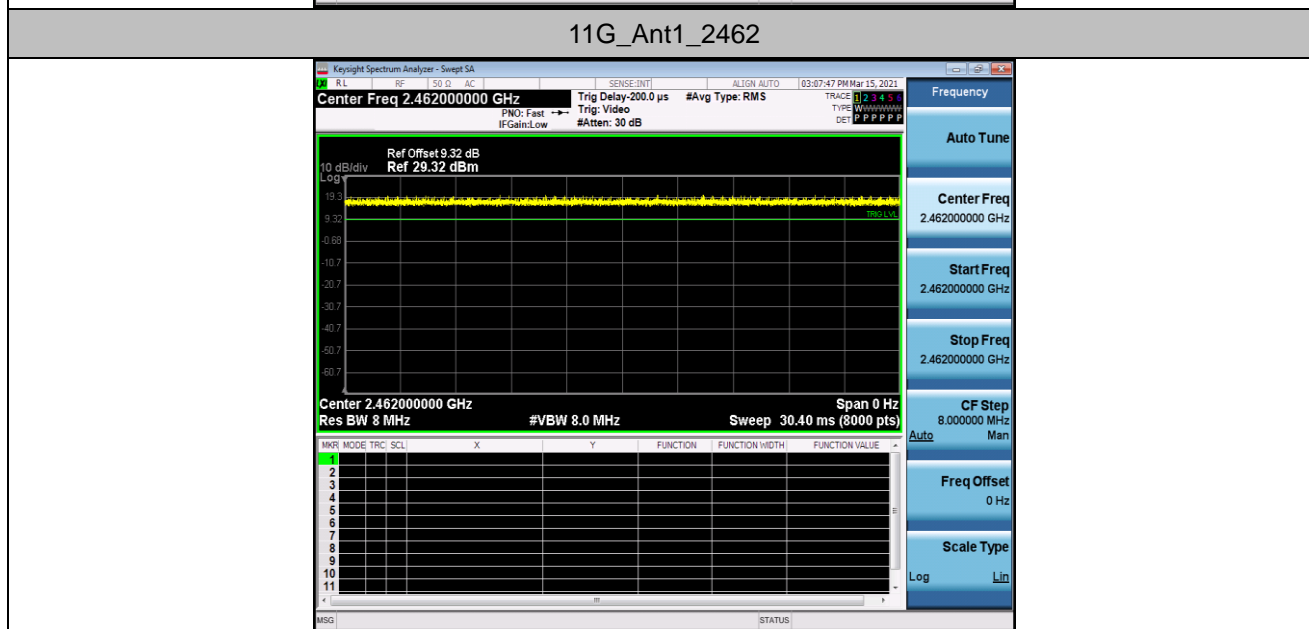 11G_Ant1_2462
Keysight Spectrum Analyzer - Swept SA
RL RF 50 Ω AC SENSE:INT ALIGN AUTO 03:07:47 PM Mar 15, 2021
Center Freq 2.462000000 GHz
PNO: Fast
IFGain:Low
Trig Delay-200.0 µs
Trig: Video
#Atten: 30 dB
#Avg Type: RMS
TRACE 1 2 3 4 5 6
TYPE WWWWWW
DET P P P P P P
Frequency
Auto Tune
Center Freq
2.462000000 GHz
Start Freq
2.462000000 GHz
Stop Freq
2.462000000 GHz
CF Step
8.000000 MHz
Auto Man
Freq Offset
0 Hz
Scale Type
Log Lin
Ref Offset 9.32 dB
10 dB/div Ref 29.32 dBm
Log
19.3
9.32
-0.68
-10.7
-20.7
-30.7
-40.7
-50.7
-60.7
TRIG LVL
Center 2.462000000 GHz Span 0 Hz
Res BW 8 MHz #VBW 8.0 MHz Sweep 30.40 ms (8000 pts)
MKR MODE TRC SCL X Y FUNCTION FUNCTION WIDTH FUNCTION VALUE
1
2
3
4
5
6
7
8
9
10
11
MSG STATUS